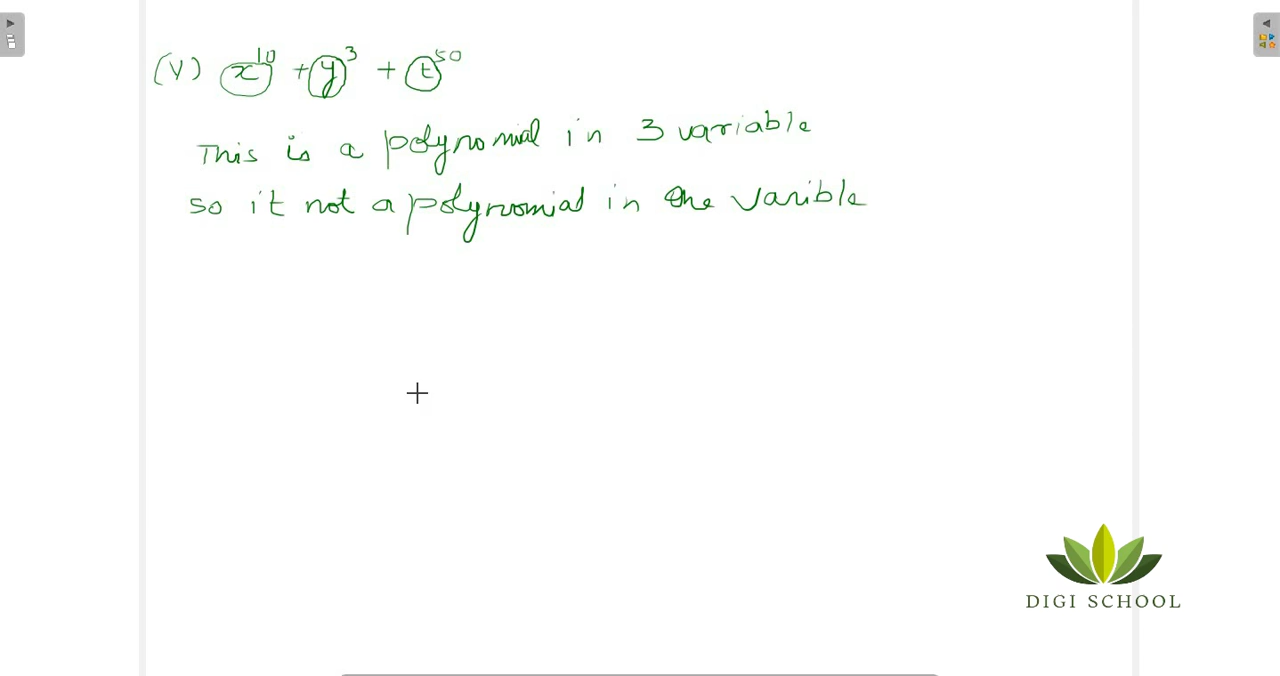 (V) x^10 + y^3 + t^50
This is a polynomial in 3 variable
so it not a polynomial in one varible
DIGI SCHOOL